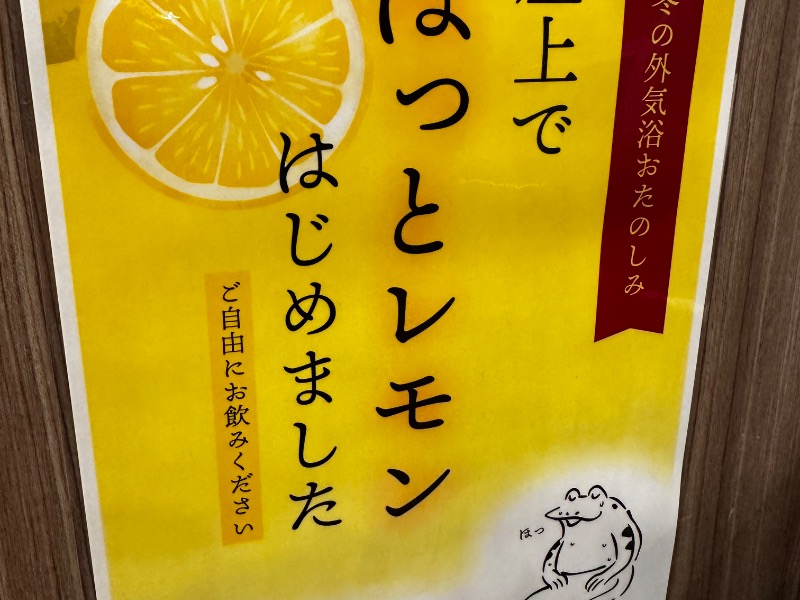 冬の外気浴おたのしみ
屋上で
ほっとレモン
はじめました
ご自由にお飲みください
ほっ